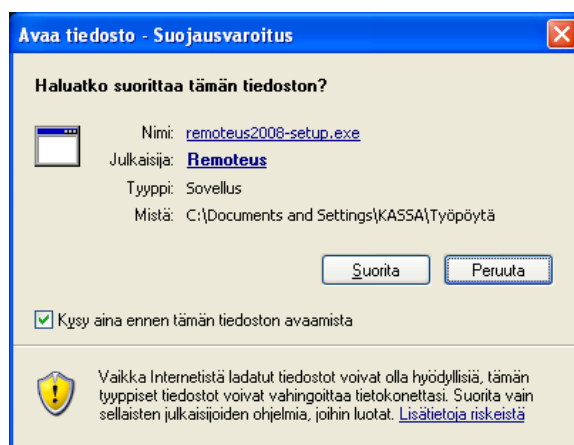 Avaa tiedosto - Suojausvaroitus
Haluatko suorittaa tämän tiedoston?
Nimi: remoteus2008-setup.exe
Julkaisija: Remoteus
Tyyppi: Sovellus
Mistä: C:\Documents and Settings\KASSA\Työpöytä
Suorita Peruuta
Kysy aina ennen tämän tiedoston avaamista
Vaikka Internetistä ladatut tiedostot voivat olla hyödyllisiä, tämän
tyyppiset tiedostot voivat vahingoittaa tietokonettasi. Suorita vain
sellaisten julkaisijoiden ohjelmia, joihin luotat. Lisätietoja riskeistä